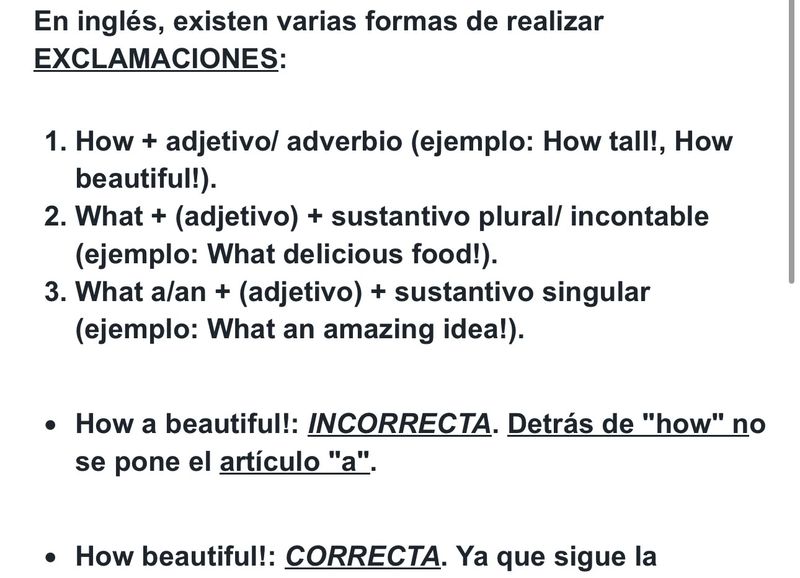 En inglés, existen varias formas de realizar
EXCLAMACIONES:
1. How + adjetivo/ adverbio (ejemplo: How tall!, How
beautiful!).
2. What + (adjetivo) + sustantivo plural/ incontable
(ejemplo: What delicious food!).
3. What a/an + (adjetivo) + sustantivo singular
(ejemplo: What an amazing idea!).
• How a beautiful!: INCORRECTA. Detrás de "how" no
se pone el artículo "a".
• How beautiful!: CORRECTA. Ya que sigue la